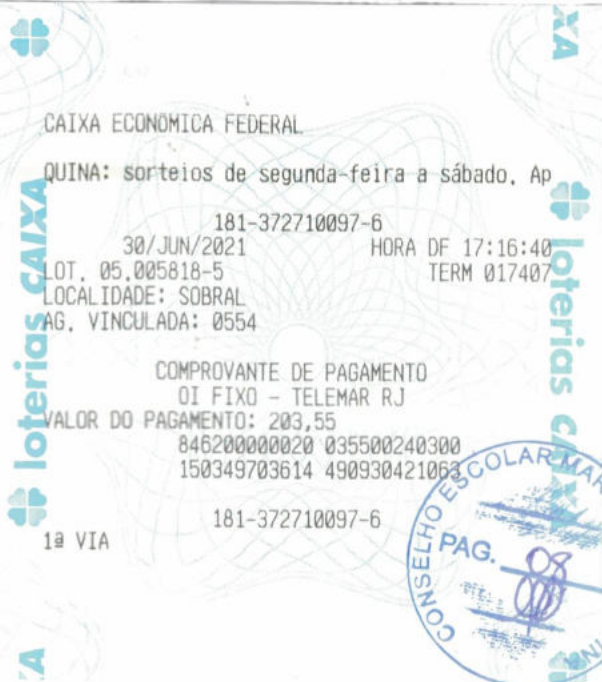 CAIXA ECONOMICA FEDERAL
QUINA: sorteios de segunda-feira a sábado, Ap
181-372710097-6
30/JUN/2021 HORA DF 17:16:40
LOT. 05.005818-5 TERM 017407
LOCALIDADE: SOBRAL
AG. VINCULADA: 0554
COMPROVANTE DE PAGAMENTO
OI FIXO - TELEMAR RJ
VALOR DO PAGAMENTO: 203,55
846200000020 035500240300
150349703614 490930421063
181-372710097-6
1ª VIA
loterias CAIXA
loterias CAIXA
XA
CONSELHO ESCOLAR MAR
PAG.
08